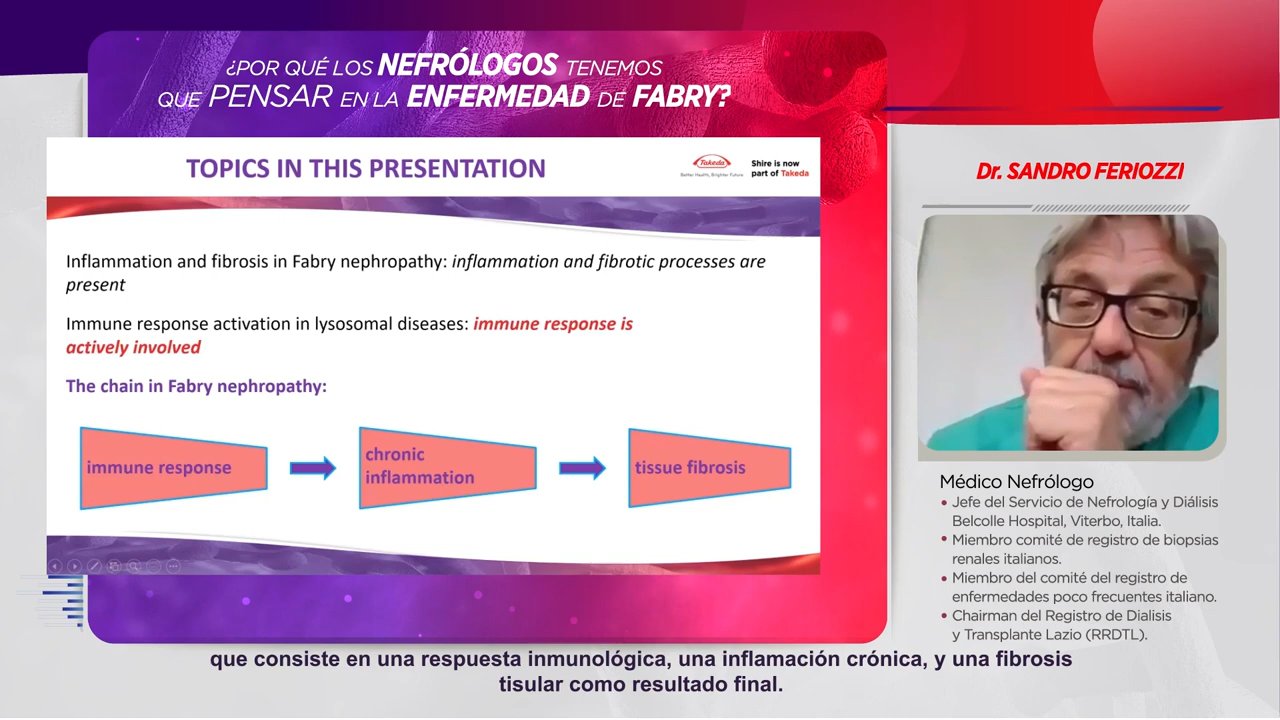 ¿POR QUÉ LOS NEFRÓLOGOS TENEMOS
QUE PENSAR EN LA ENFERMEDAD DE FABRY?
TOPICS IN THIS PRESENTATION
Takeda
Better Health, Brighter Future
Shire is now
part of Takeda
Inflammation and fibrosis in Fabry nephropathy: inflammation and fibrotic processes are
present
Immune response activation in lysosomal diseases: immune response is
actively involved
The chain in Fabry nephropathy:
immune response
chronic
inflammation
tissue fibrosis
Dr. SANDRO FERIOZZI
Médico Nefrólogo
• Jefe del Servicio de Nefrología y Diálisis
Belcolle Hospital, Viterbo, Italia.
• Miembro comité de registro de biopsias
renales italianos.
• Miembro del comité del registro de
enfermedades poco frecuentes italiano.
• Chairman del Registro de Dialisis
y Transplante Lazio (RRDTL).
que consiste en una respuesta inmunológica, una inflamación crónica, y una fibrosis
tisular como resultado final.